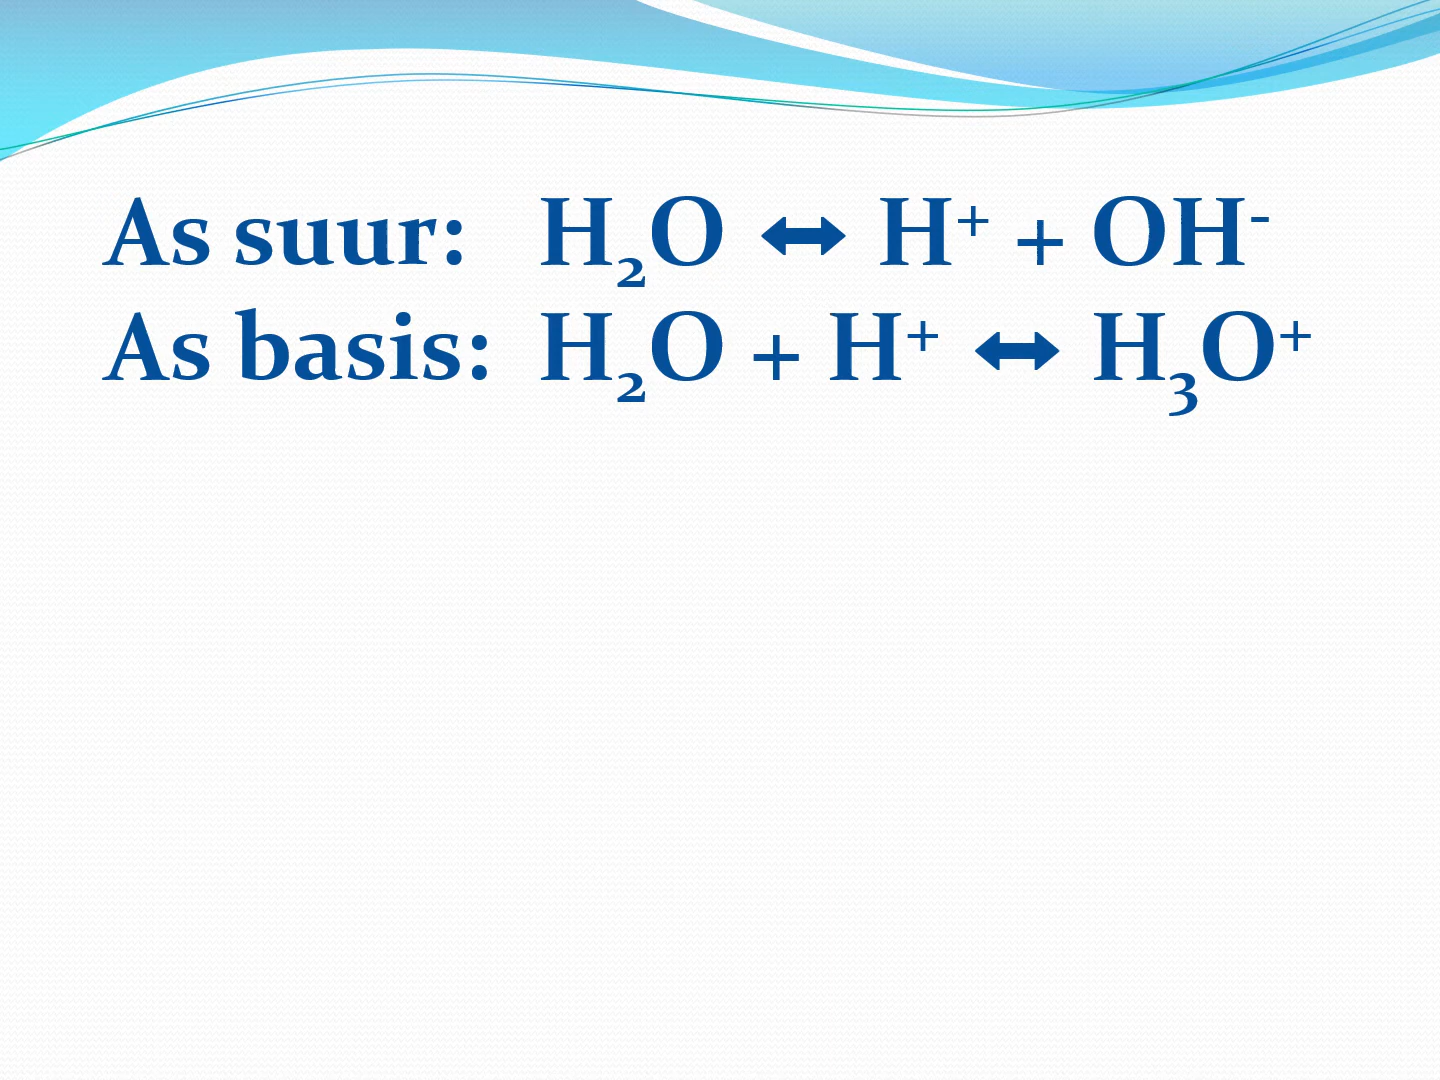 As suur: H₂O ⬌ H⁺ + OH⁻
As basis: H₂O + H⁺ ⬌ H₃O⁺